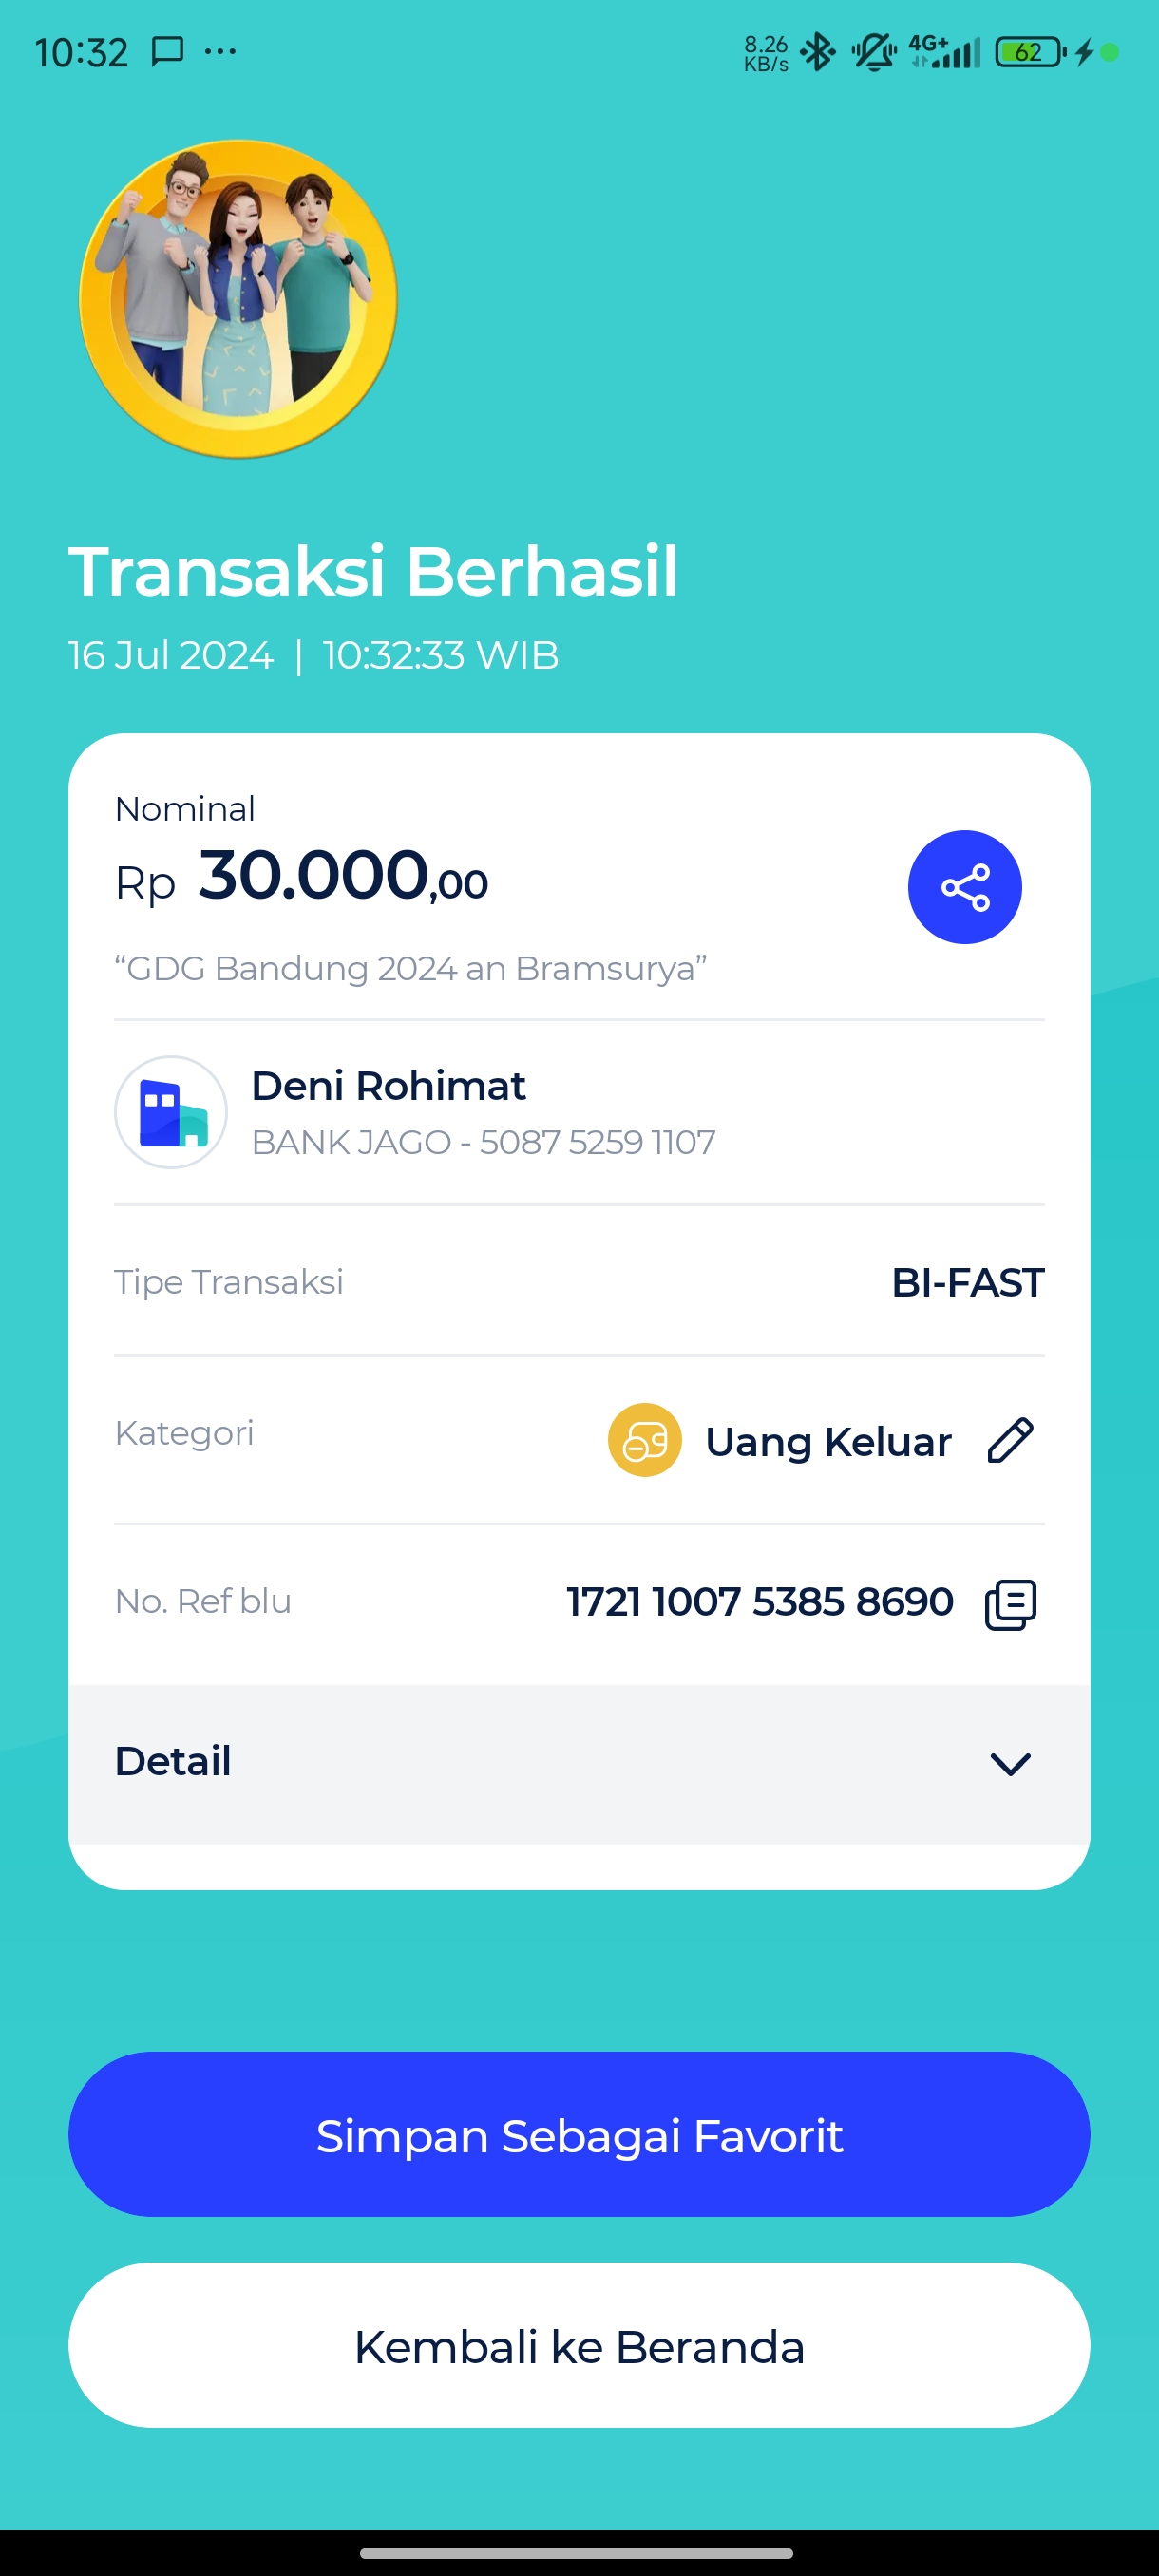 10:32
8.26
KB/s
4G+
62
Transaksi Berhasil
16 Jul 2024 | 10:32:33 WIB
Nominal
Rp 30.000,00
“GDG Bandung 2024 an Bramsurya”
Deni Rohimat
BANK JAGO - 5087 5259 1107
Tipe Transaksi BI-FAST
Kategori Uang Keluar
No. Ref blu 1721 1007 5385 8690
Detail
Simpan Sebagai Favorit
Kembali ke Beranda